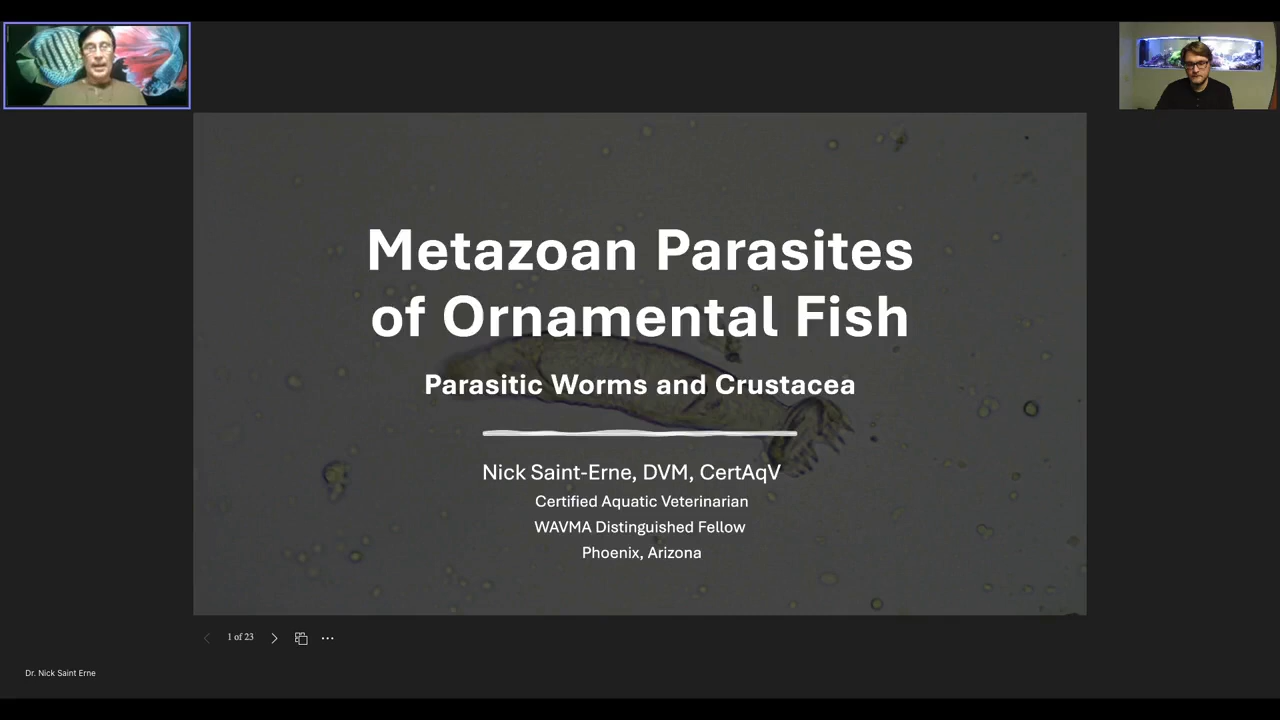 Metazoan Parasites
of Ornamental Fish
Parasitic Worms and Crustacea
Nick Saint-Erne, DVM, CertAqV
Certified Aquatic Veterinarian
WAVMA Distinguished Fellow
Phoenix, Arizona
1 of 23
Dr. Nick Saint Erne